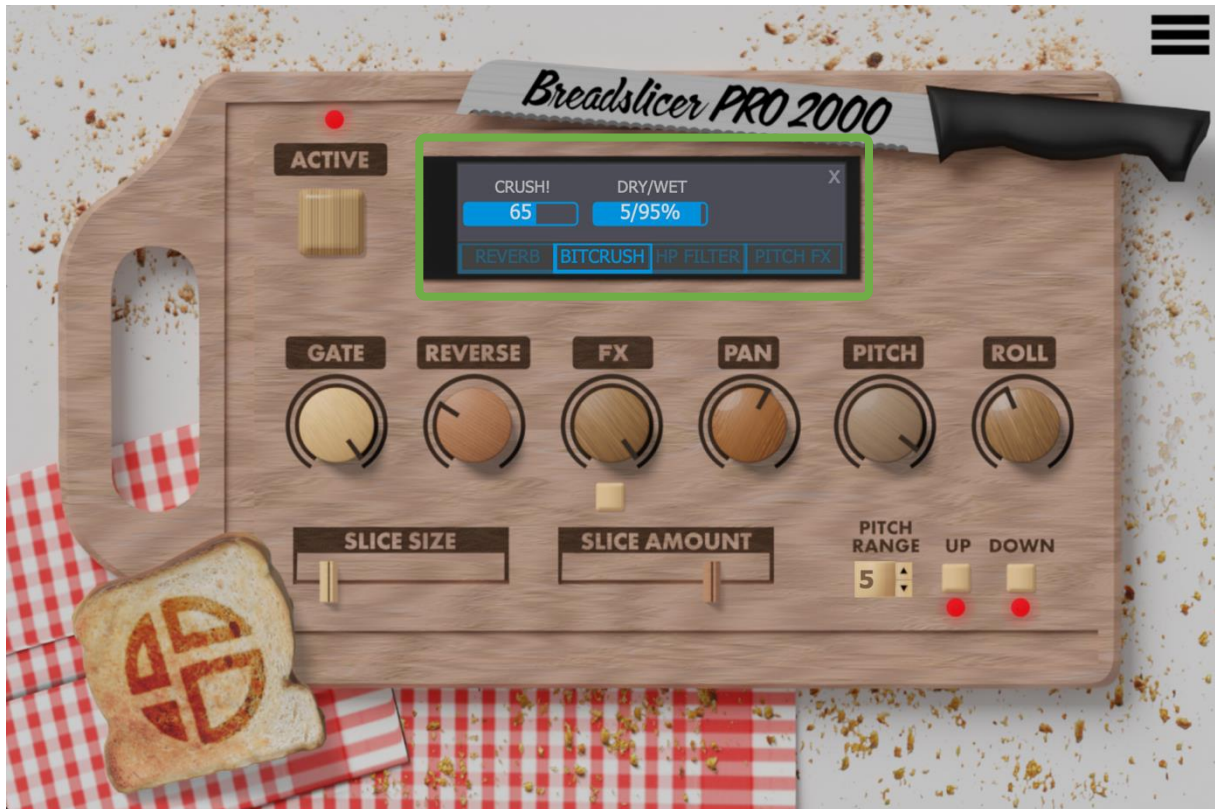 Breadslicer PRO 2000
ACTIVE
CRUSH! DRY/WET X
65 5/95%
REVERB BITCRUSH HP FILTER PITCH FX
GATE REVERSE FX PAN PITCH ROLL
SLICE SIZE SLICE AMOUNT
PITCH
RANGE UP DOWN
5